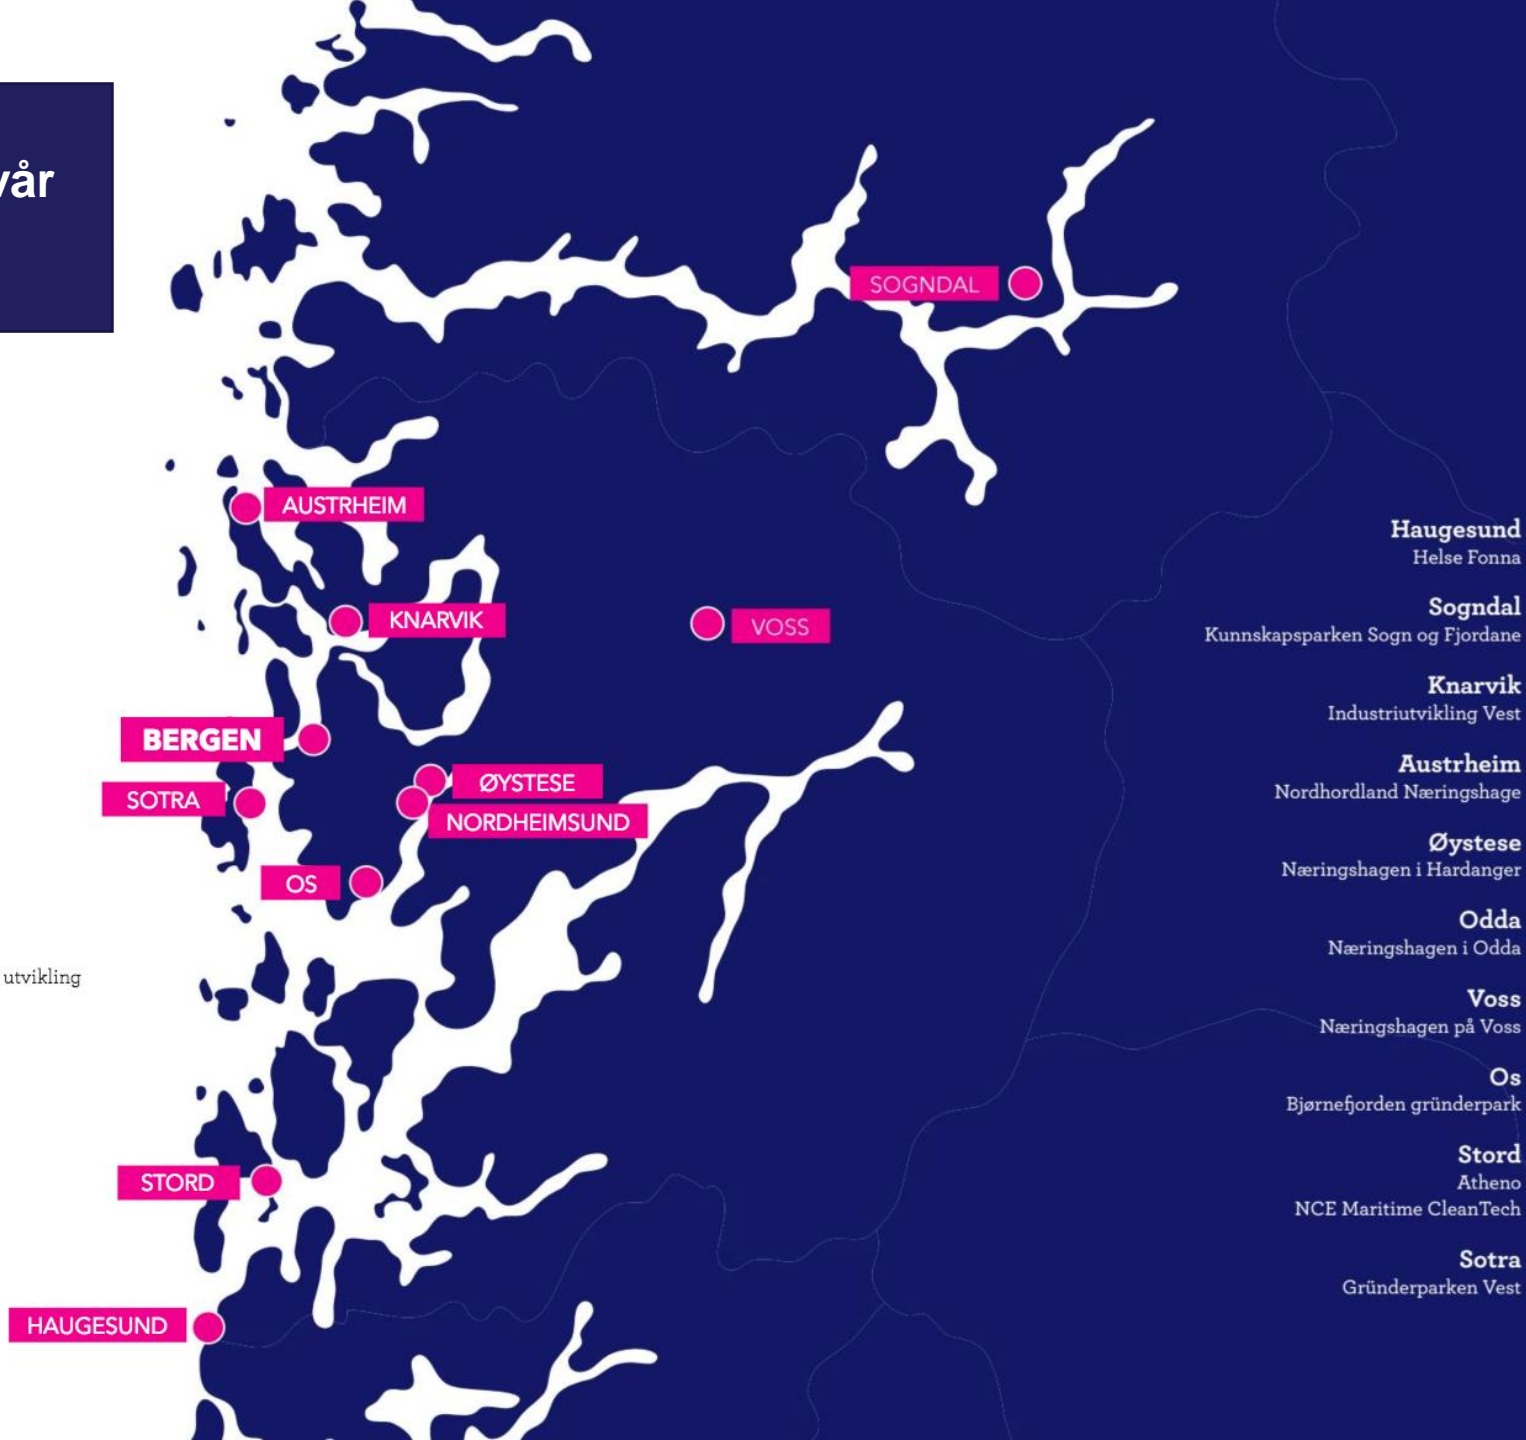 vår
SOGNDAL
AUSTRHEIM
KNARVIK
VOSS
BERGEN
ØYSTESE
SOTRA
NORDHEIMSUND
OS
utvikling
STORD
HAUGESUND
Haugesund
Helse Fonna
Sogndal
Kunnskapsparken Sogn og Fjordane
Knarvik
Industriutvikling Vest
Austrheim
Nordhordland Næringshage
Øystese
Næringshagen i Hardanger
Odda
Næringshagen i Odda
Voss
Næringshagen på Voss
Os
Bjørnefjorden gründerpark
Stord
Atheno
NCE Maritime CleanTech
Sotra
Gründerparken Vest